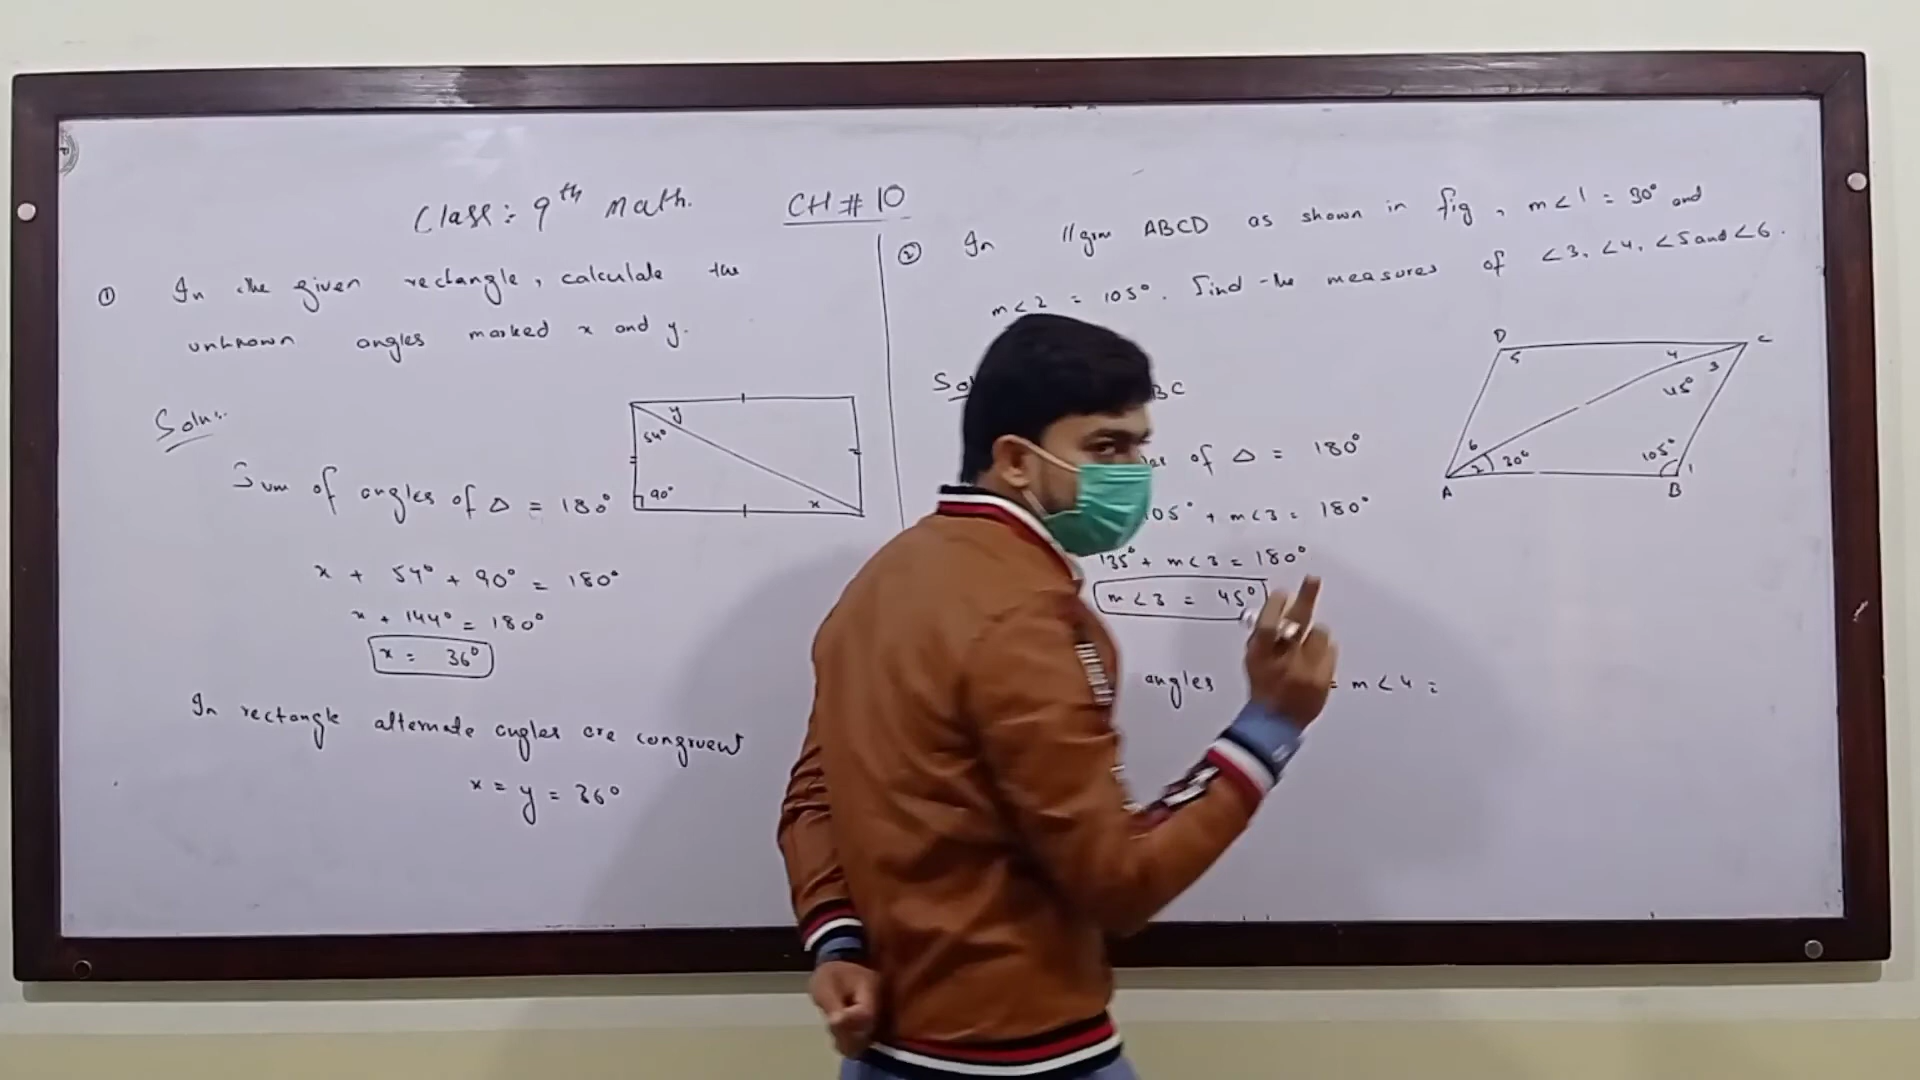 Class: 9th Math.
CH # 10
① In the given rectangle, calculate the
unknown angles marked x and y.
Soln:
y
54°
90°
x
Sum of angles of Δ = 180°
x + 54° + 90° = 180°
x + 144° = 180°
x = 36°
In rectangle alternate angles are congruent
x = y = 36°
② In //gm ABCD as shown in fig, m<1 = 30° and
m<2 = 105°. Find the measures of <3, <4, <5 and <6.
BC
of Δ = 180°
105° + m<3 = 180°
135° + m<3 = 180°
m<3 = 45°
angles = m<4 =
D C
5 4 3
45°
6 105°
2 30° 1
A B